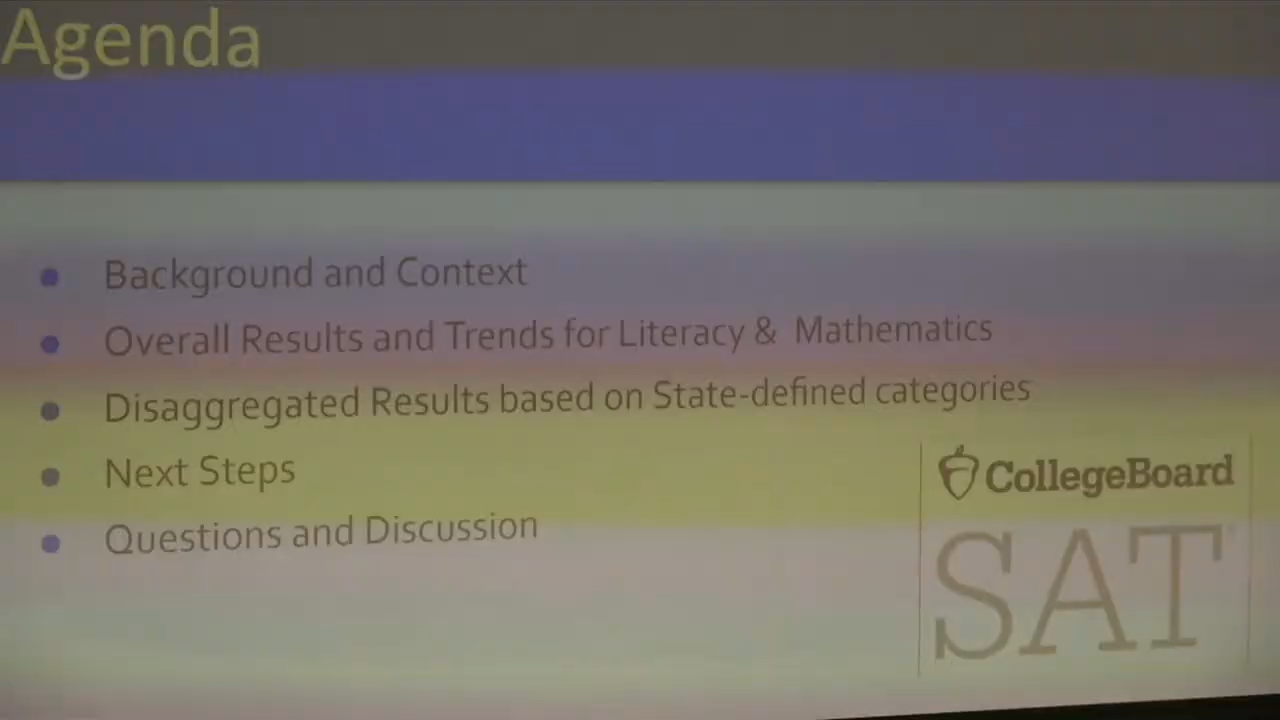 Agenda
Background and Context
Overall Results and Trends for Literacy & Mathematics
Disaggregated Results based on State-defined categories
Next Steps
Questions and Discussion
CollegeBoard
SAT